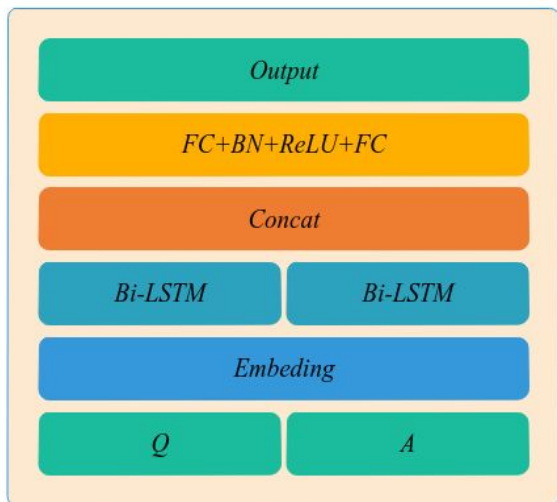 Output
FC+BN+ReLU+FC
Concat
Bi-LSTM Bi-LSTM
Embeding
Q A